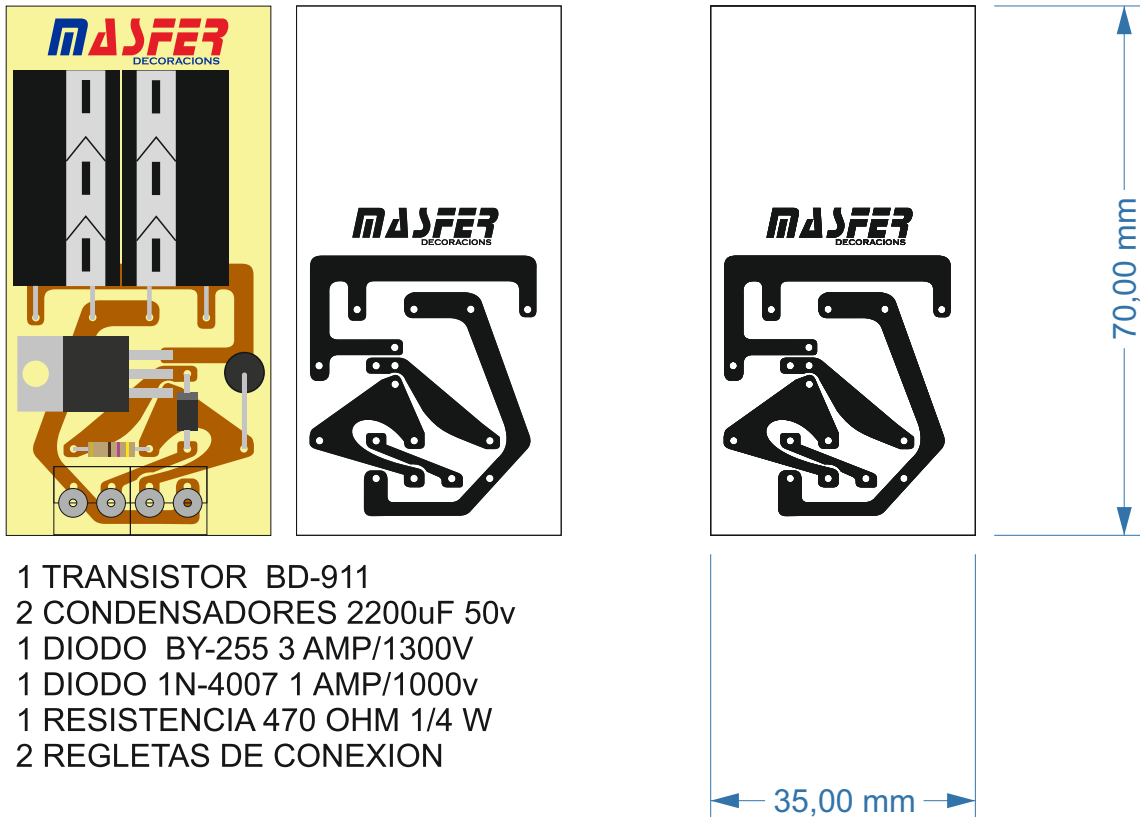 MASFER
DECORACIONS
MASFER
DECORACIONS
MASFER
DECORACIONS
70,00 mm
1 TRANSISTOR BD-911
2 CONDENSADORES 2200uF 50v
1 DIODO BY-255 3 AMP/1300V
1 DIODO 1N-4007 1 AMP/1000v
1 RESISTENCIA 470 OHM 1/4 W
2 REGLETAS DE CONEXION
35,00 mm